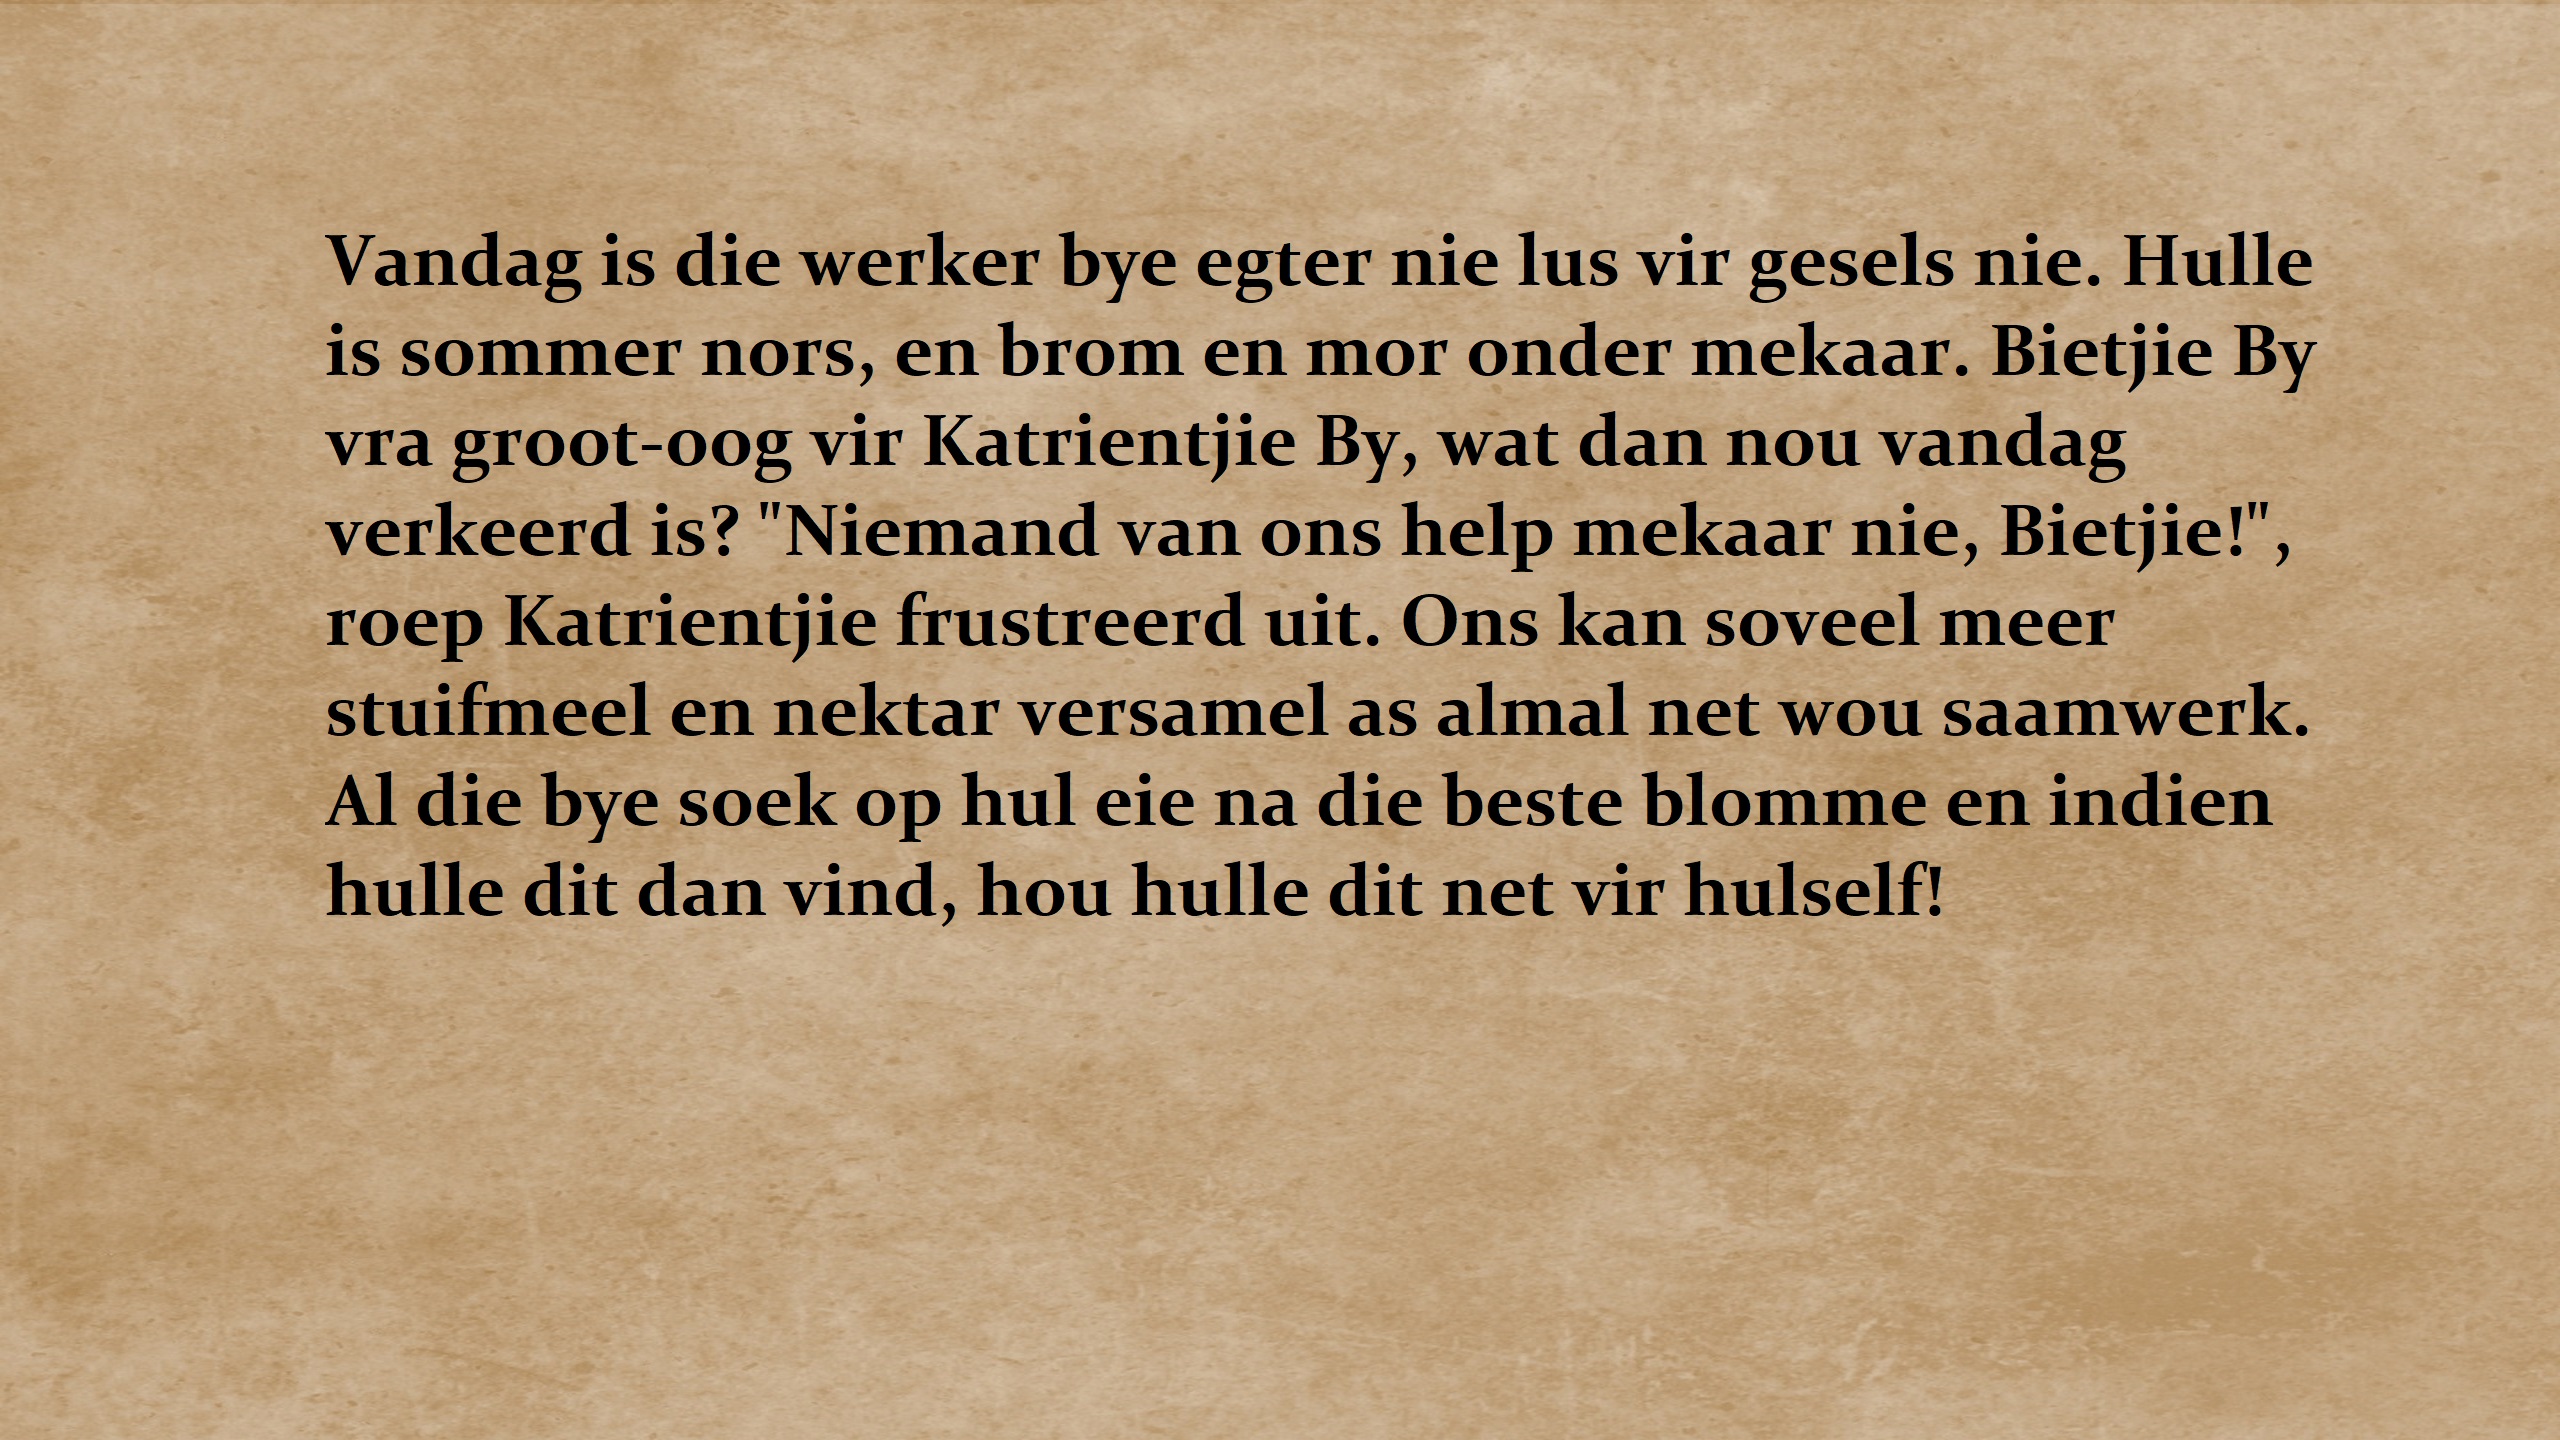 Vandag is die werker bye egter nie lus vir gesels nie. Hulle
is sommer nors, en brom en mor onder mekaar. Bietjie By
vra groot-oog vir Katrientjie By, wat dan nou vandag
verkeerd is? "Niemand van ons help mekaar nie, Bietjie!",
roep Katrientjie frustreerd uit. Ons kan soveel meer
stuifmeel en nektar versamel as almal net wou saamwerk.
Al die bye soek op hul eie na die beste blomme en indien
hulle dit dan vind, hou hulle dit net vir hulself!